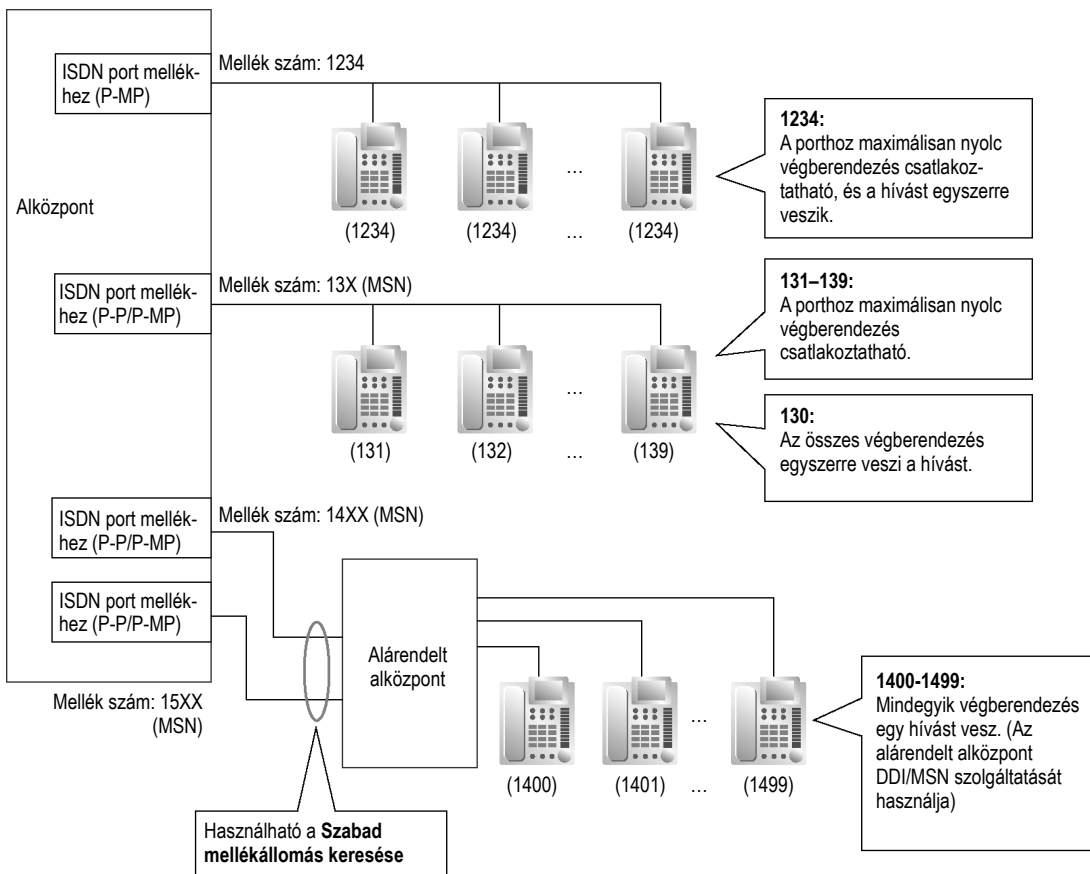 Alközpont
ISDN port mellék-
hez (P-MP)
Mellék szám: 1234
...
(1234)
(1234)
...
(1234)
1234:
A porthoz maximálisan nyolc
végberendezés csatlakoz-
tatható, és a hívást egyszerre
veszik.
ISDN port mellék-
hez (P-P/P-MP)
Mellék szám: 13X (MSN)
...
(131)
(132)
...
(139)
131–139:
A porthoz maximálisan nyolc
végberendezés
csatlakoztatható.
130:
Az összes végberendezés
egyszerre veszi a hívást.
ISDN port mellék-
hez (P-P/P-MP)
Mellék szám: 14XX (MSN)
ISDN port mellék-
hez (P-P/P-MP)
Mellék szám: 15XX
(MSN)
Alárendelt
alközpont
...
(1400)
(1401)
...
(1499)
1400-1499:
Mindegyik végberendezés
egy hívást vesz. (Az
alárendelt alközpont
DDI/MSN szolgáltatását
használja)
Használható a Szabad
mellékállomás keresése